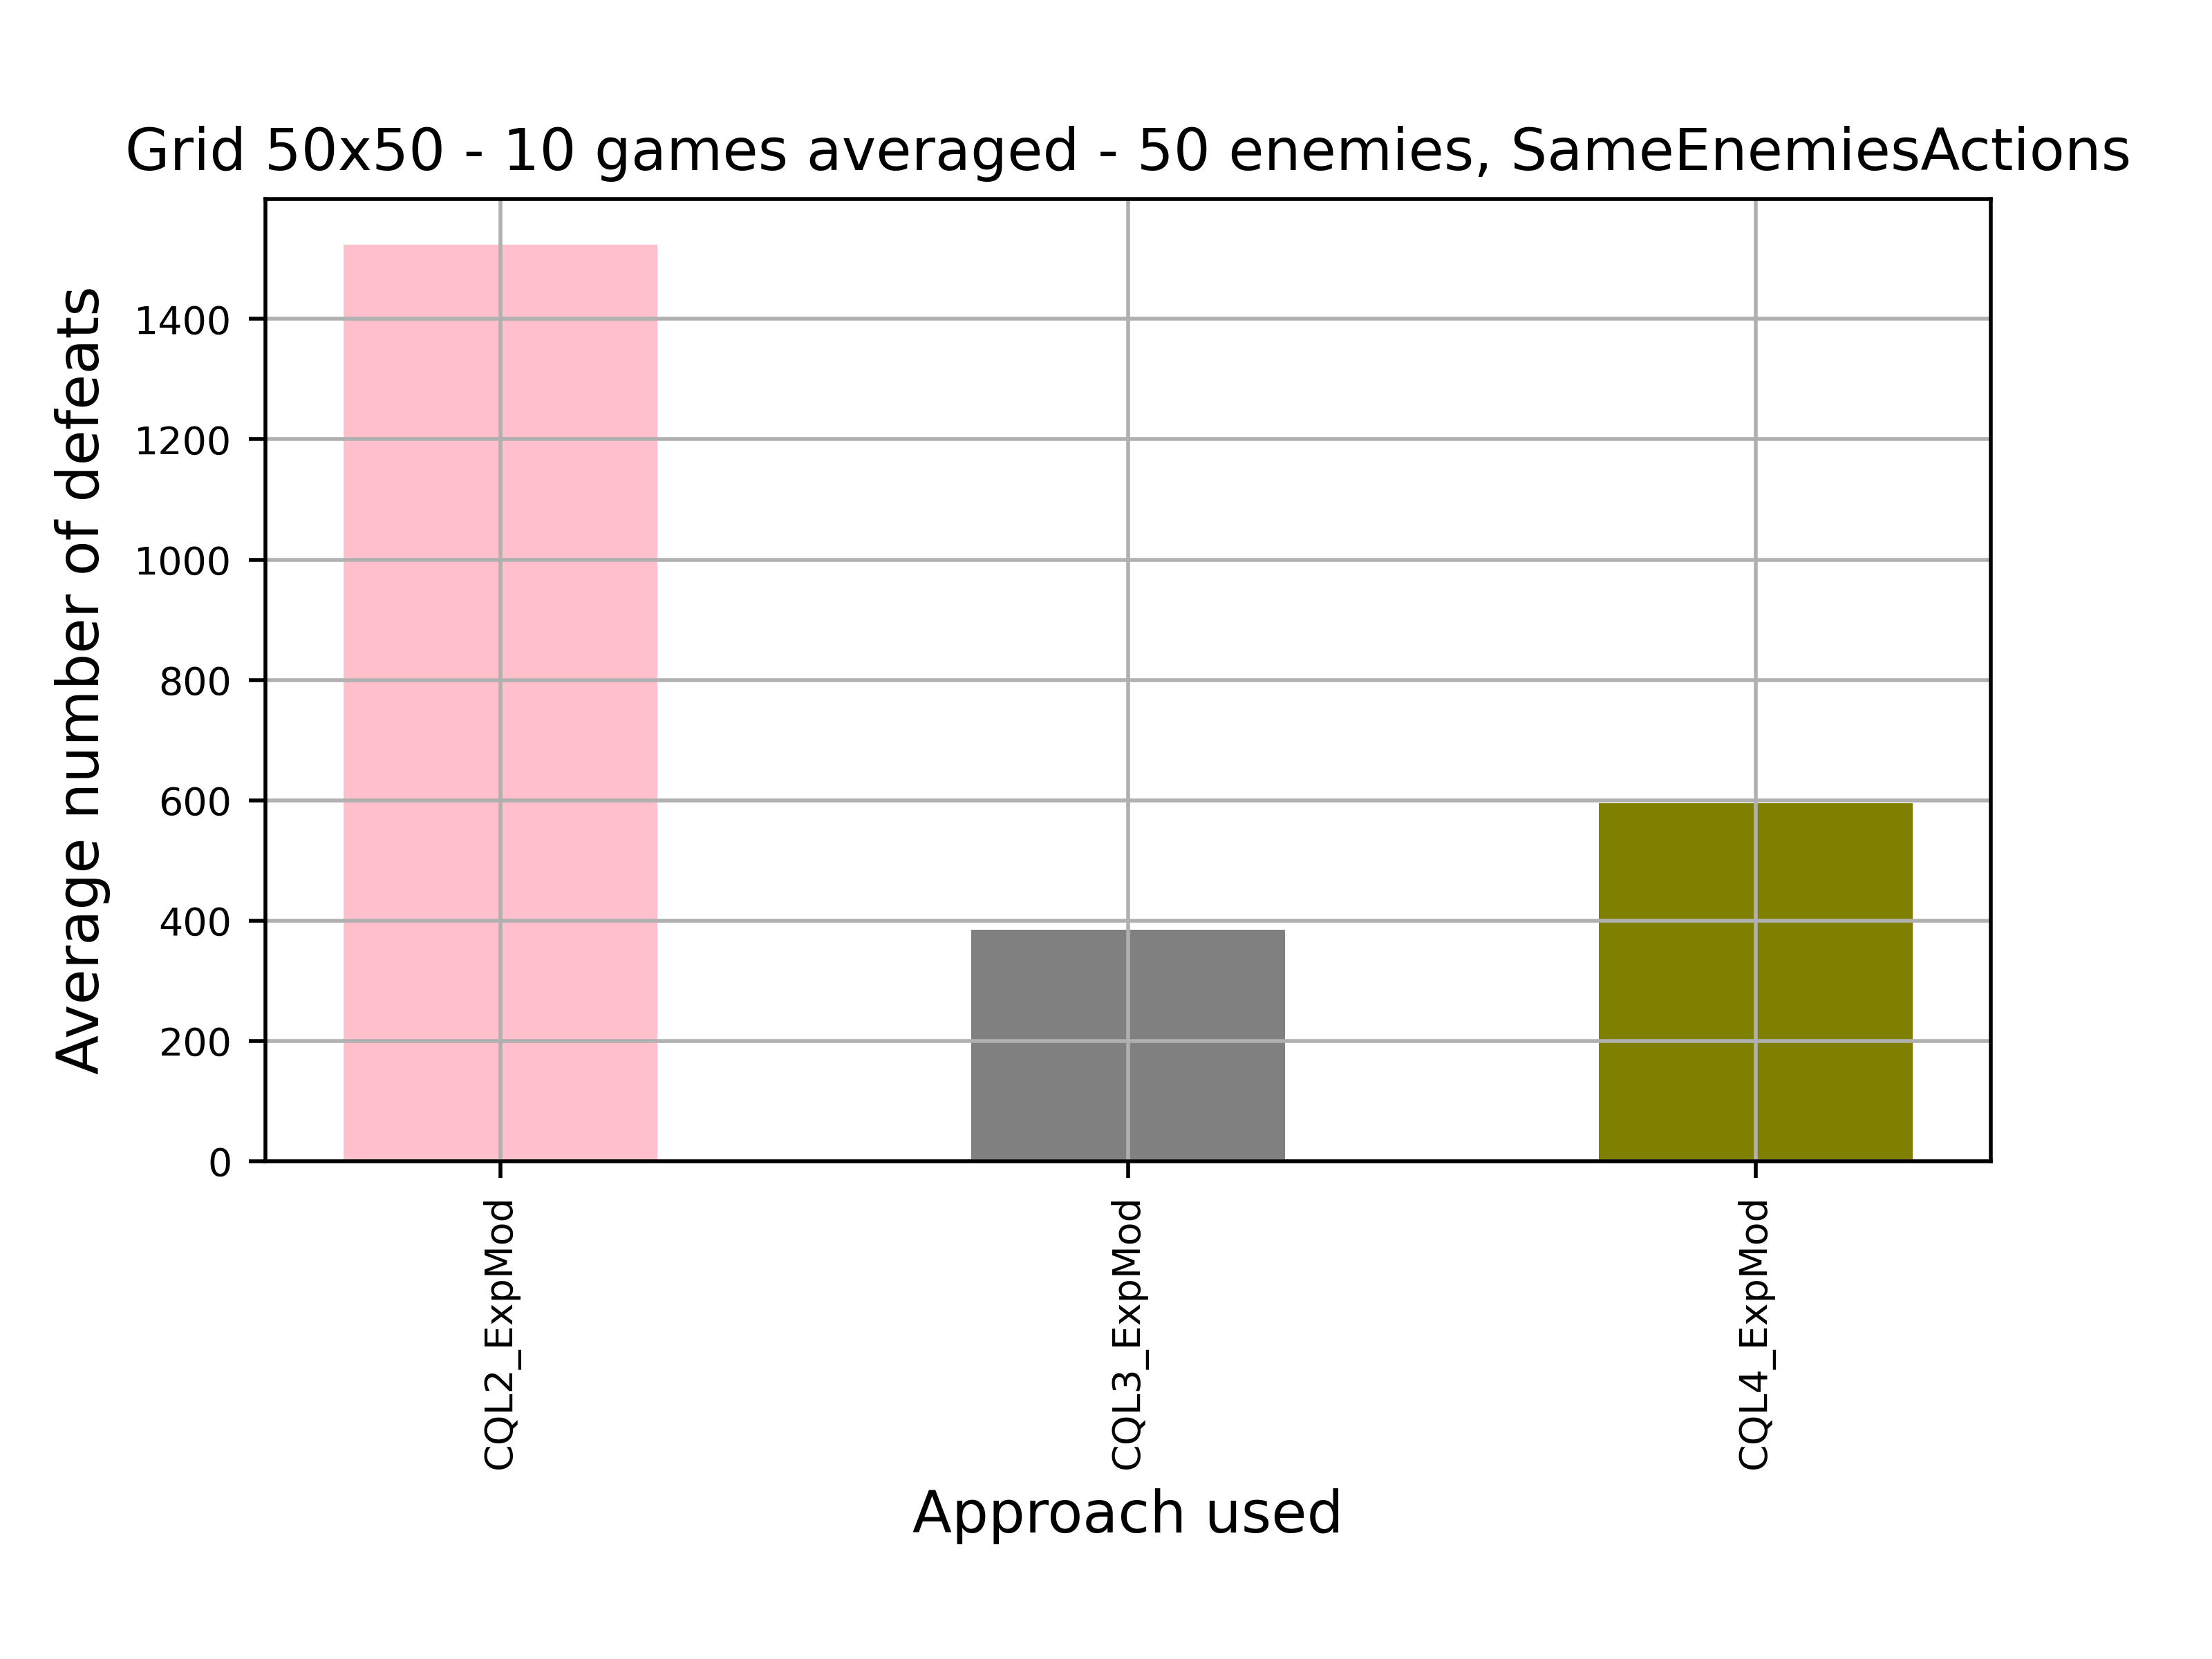 Grid 50x50 - 10 games averaged - 50 enemies, SameEnemiesActions
Average number of defeats
1400
1200
1000
800
600
400
200
0
CQL2_ExpMod
CQL3_ExpMod
CQL4_ExpMod
Approach used